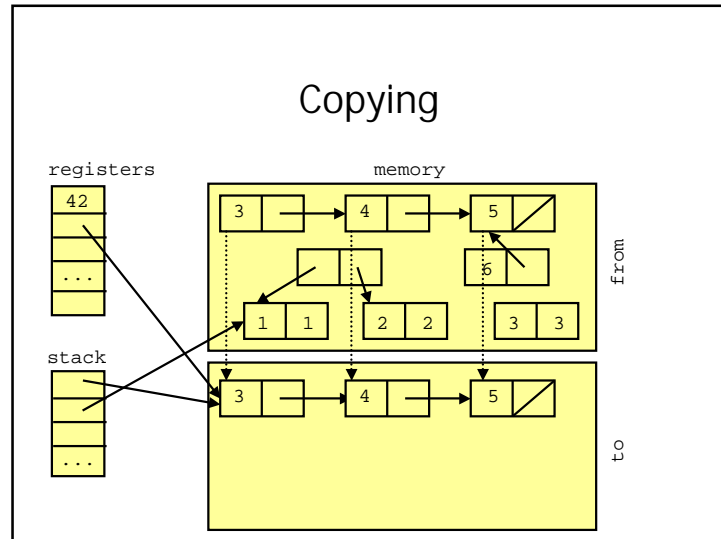 Copying
registers
memory
42
3 4 5
from
6
...
1 1 2 2 3 3
stack
3 4 5
to
...